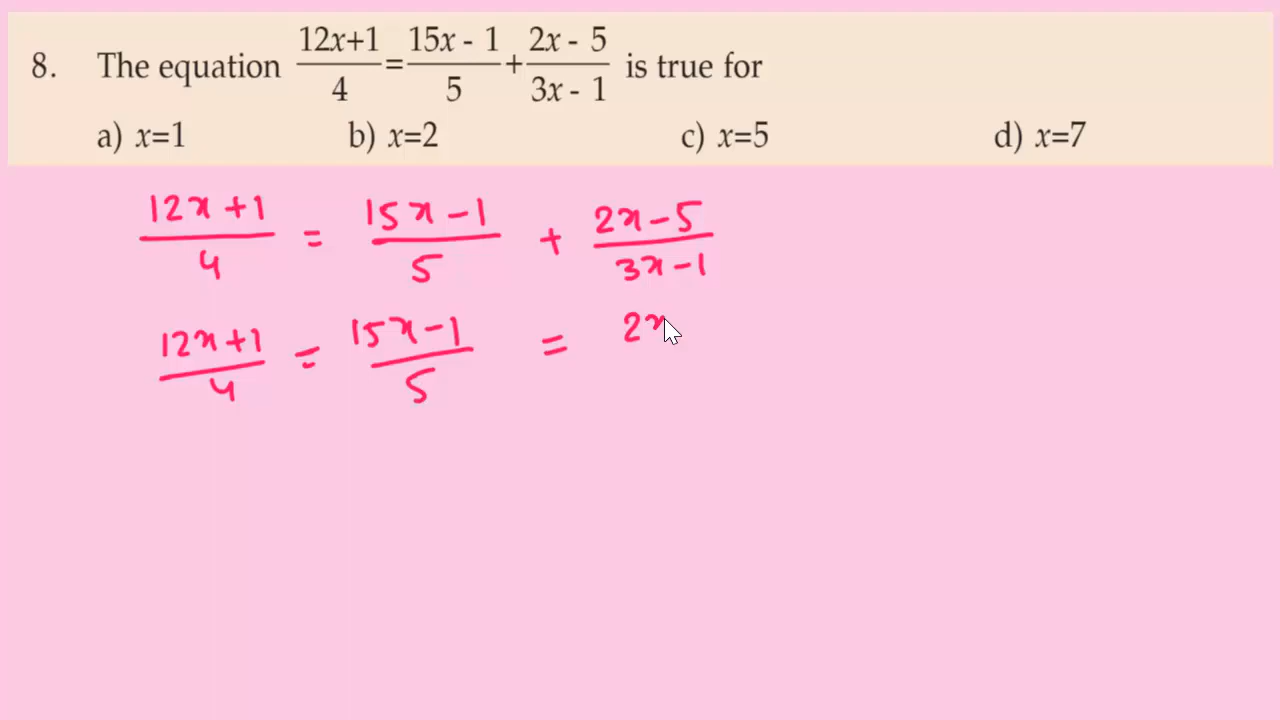 8. The equation (12x+1)/4 = (15x - 1)/5 + (2x - 5)/(3x - 1) is true for
a) x=1 b) x=2 c) x=5 d) x=7
(12x+1)/4 = (15x-1)/5 + (2x-5)/(3x-1)
(12x+1)/4 = (15x-1)/5 = 2x